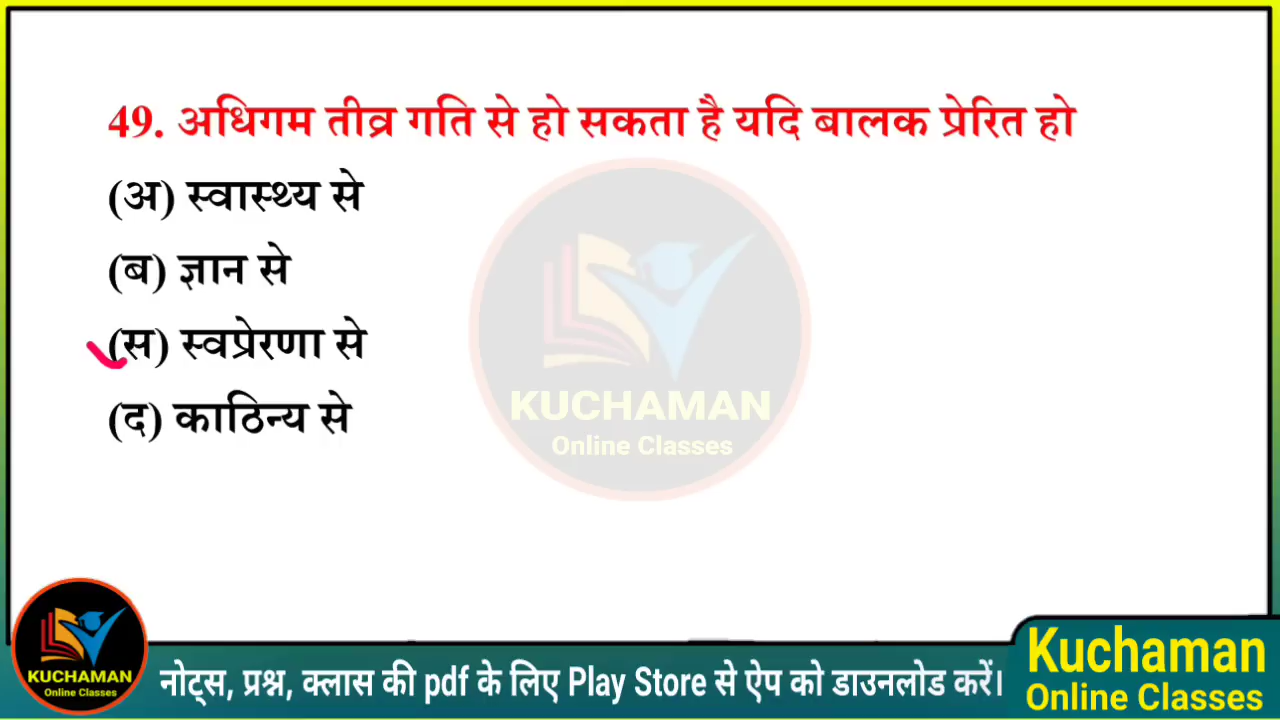 49. अधिगम तीव्र गति से हो सकता है यदि बालक प्रेरित हो
(अ) स्वास्थ्य से
(ब) ज्ञान से
(स) स्वप्रेरणा से
(द) काठिन्य से
KUCHAMAN
Online Classes
KUCHAMAN
Online Classes
नोट्स, प्रश्न, क्लास की pdf के लिए Play Store से ऐप को डाउनलोड करें।
Kuchaman
Online Classes